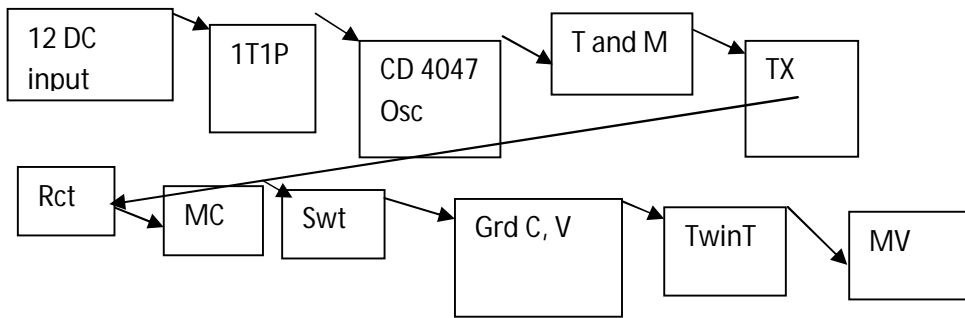 12 DC
input
1T1P
CD 4047
Osc
T and M
TX
Rct
MC
Swt
Grd C, V
TwinT
MV